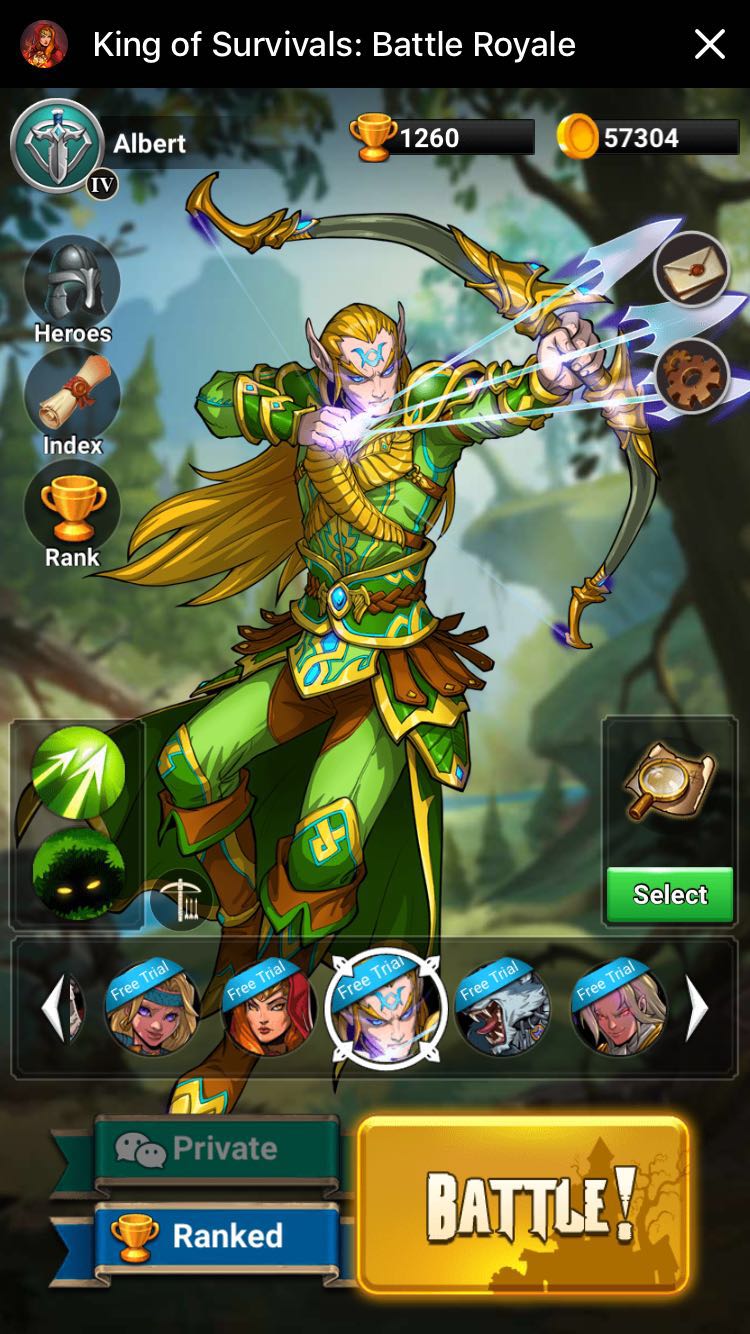 King of Survivals: Battle Royale
Albert
1260
57304
IV
Heroes
Index
Rank
Select
Free Trial
Free Trial
Free Trial
Free Trial
Free Trial
Private
Ranked
BATTLE!